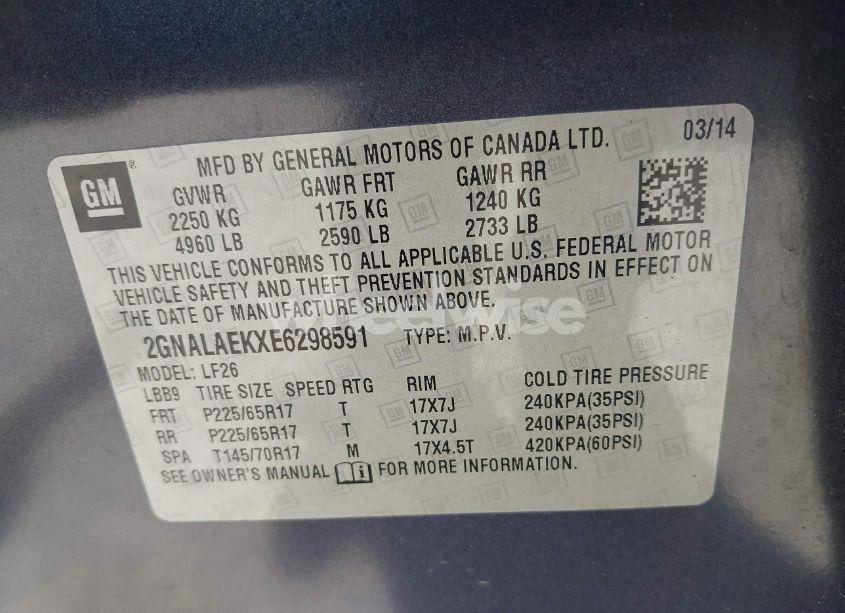 GM
MFD BY GENERAL MOTORS OF CANADA LTD. 03/14
GVWR GAWR FRT GAWR RR
2250 KG 1175 KG 1240 KG
4960 LB 2590 LB 2733 LB
THIS VEHICLE CONFORMS TO ALL APPLICABLE U.S. FEDERAL MOTOR
VEHICLE SAFETY AND THEFT PREVENTION STANDARDS IN EFFECT ON
THE DATE OF MANUFACTURE SHOWN ABOVE.
2GNALAEKXE6298591 TYPE: M.P.V.
MODEL: LF26
LBB9 TIRE SIZE SPEED RTG RIM COLD TIRE PRESSURE
FRT P225/65R17 T 17X7J 240KPA(35PSI)
RR P225/65R17 T 17X7J 240KPA(35PSI)
SPA T145/70R17 M 17X4.5T 420KPA(60PSI)
SEE OWNER'S MANUAL FOR MORE INFORMATION.